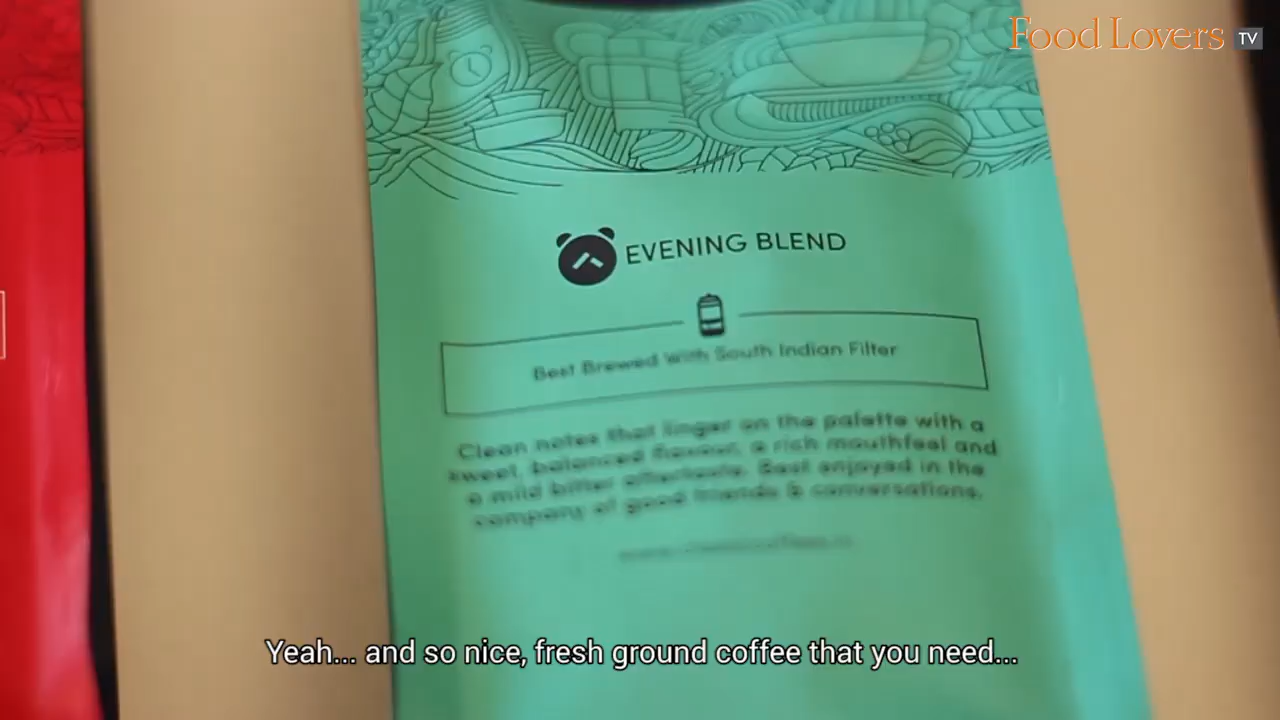 Food Lovers TV
EVENING BLEND
Best Brewed With South Indian Filter
Clean notes that linger on the palette with a
sweet, balanced flavour, a rich mouthfeel and
a mild bitter aftertaste. Best enjoyed in the
company of good friends & conversations.
Yeah... and so nice, fresh ground coffee that you need...